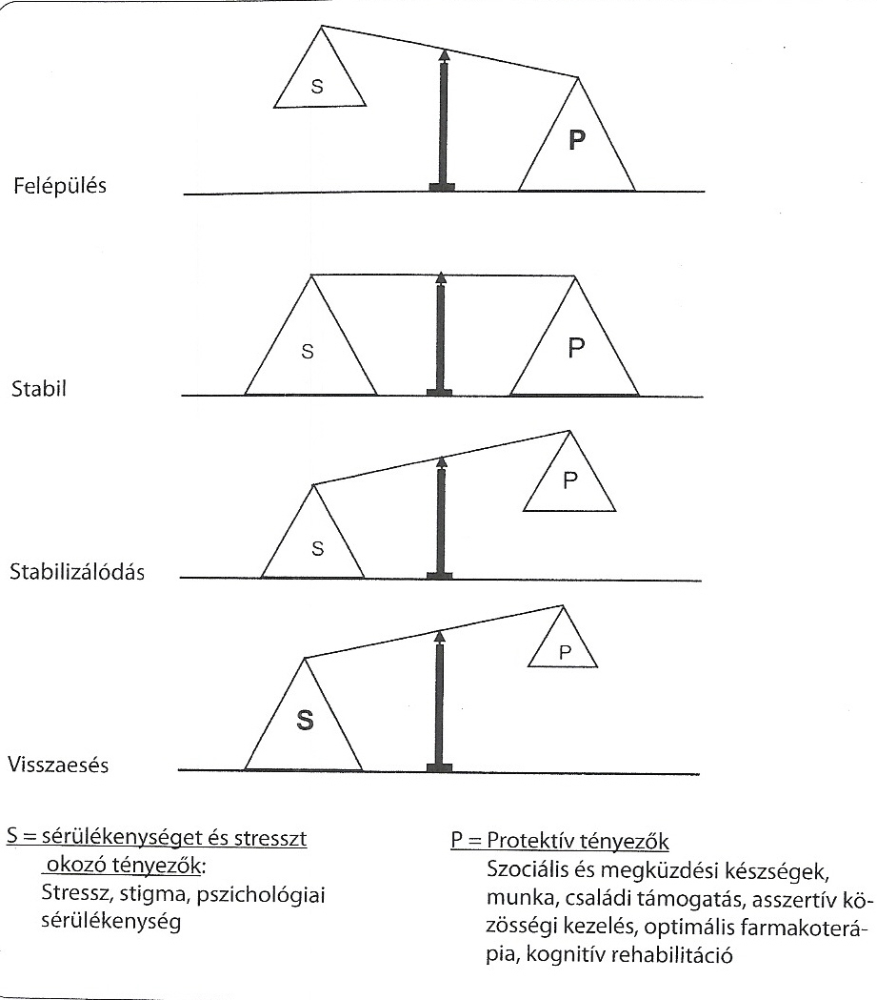 S
P
Felépülés
S
P
Stabil
P
S
Stabilizálódás
P
S
Visszaesés
S = sérülékenységet és stresszt
okozó tényezők:
Stressz, stigma, pszichológiai
sérülékenység
P = Protektív tényezők
Szociális és megküzdési készségek,
munka, családi támogatás, asszertív kö-
zösségi kezelés, optimális farmakoterá-
pia, kognitív rehabilitáció